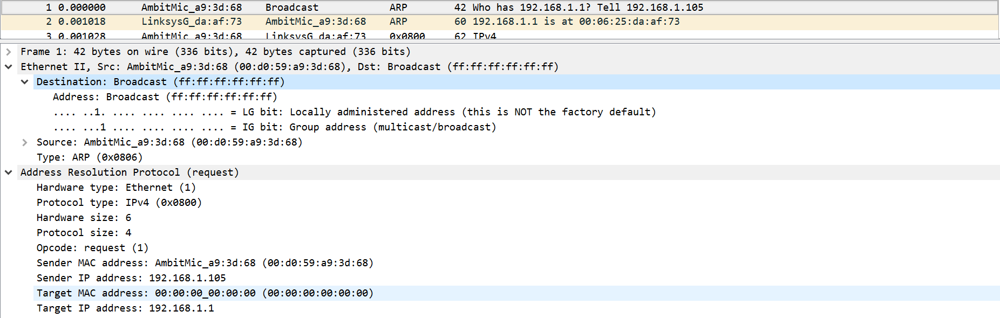 1 0.000000 AmbitMic_a9:3d:68 Broadcast ARP 42 Who has 192.168.1.1? Tell 192.168.1.105
2 0.001018 LinksysG_da:af:73 AmbitMic_a9:3d:68 ARP 60 192.168.1.1 is at 00:06:25:da:af:73
3 0.001028 AmbitMic_a9:3d:68 LinksysG_da:af:73 0x0800 62 IPv4
Frame 1: 42 bytes on wire (336 bits), 42 bytes captured (336 bits)
Ethernet II, Src: AmbitMic_a9:3d:68 (00:d0:59:a9:3d:68), Dst: Broadcast (ff:ff:ff:ff:ff:ff)
Destination: Broadcast (ff:ff:ff:ff:ff:ff)
Address: Broadcast (ff:ff:ff:ff:ff:ff)
.... ..1. .... .... .... .... = LG bit: Locally administered address (this is NOT the factory default)
.... ...1 .... .... .... .... = IG bit: Group address (multicast/broadcast)
Source: AmbitMic_a9:3d:68 (00:d0:59:a9:3d:68)
Type: ARP (0x0806)
Address Resolution Protocol (request)
Hardware type: Ethernet (1)
Protocol type: IPv4 (0x0800)
Hardware size: 6
Protocol size: 4
Opcode: request (1)
Sender MAC address: AmbitMic_a9:3d:68 (00:d0:59:a9:3d:68)
Sender IP address: 192.168.1.105
Target MAC address: 00:00:00_00:00:00 (00:00:00:00:00:00)
Target IP address: 192.168.1.1